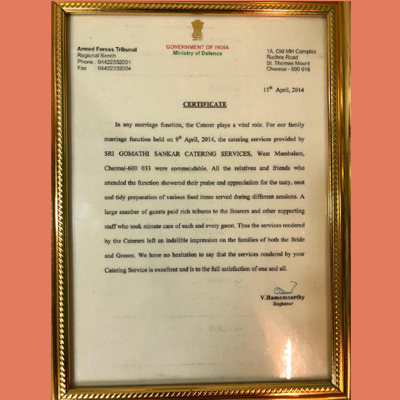 Armed Forces Tribunal
Regional Bench
Phone : 04422332001
Fax : 04422332004
GOVERNMENT OF INDIA
Ministry of Defence
1A, Old MH Complex
Ruthra Road
St. Thomas Mount
Chennai - 600 016
15th April, 2014
CERTIFICATE
In any marriage function, the Caterer plays a vital role. For our family
marriage function held on 9th April, 2014, the catering services provided by
SRI GOMATHI SANKAR CATERING SERVICES, West Mambalam,
Chennai-600 033 were commendable. All the relatives and friends who
attended the function showered their praise and appreciation for the tasty, neat
and tidy preparation of various food items served during different sessions. A
large number of guests paid rich tributes to the Bearers and other supporting
staff who took minute care of each and every guest. Thus the services rendered
by the Caterers left an indelible impression on the families of both the Bride
and Groom. We have no hesitation to say that the services rendered by your
Catering Service is excellent and is to the full satisfaction of one and all.
V.Ramamoorthy
Registrar